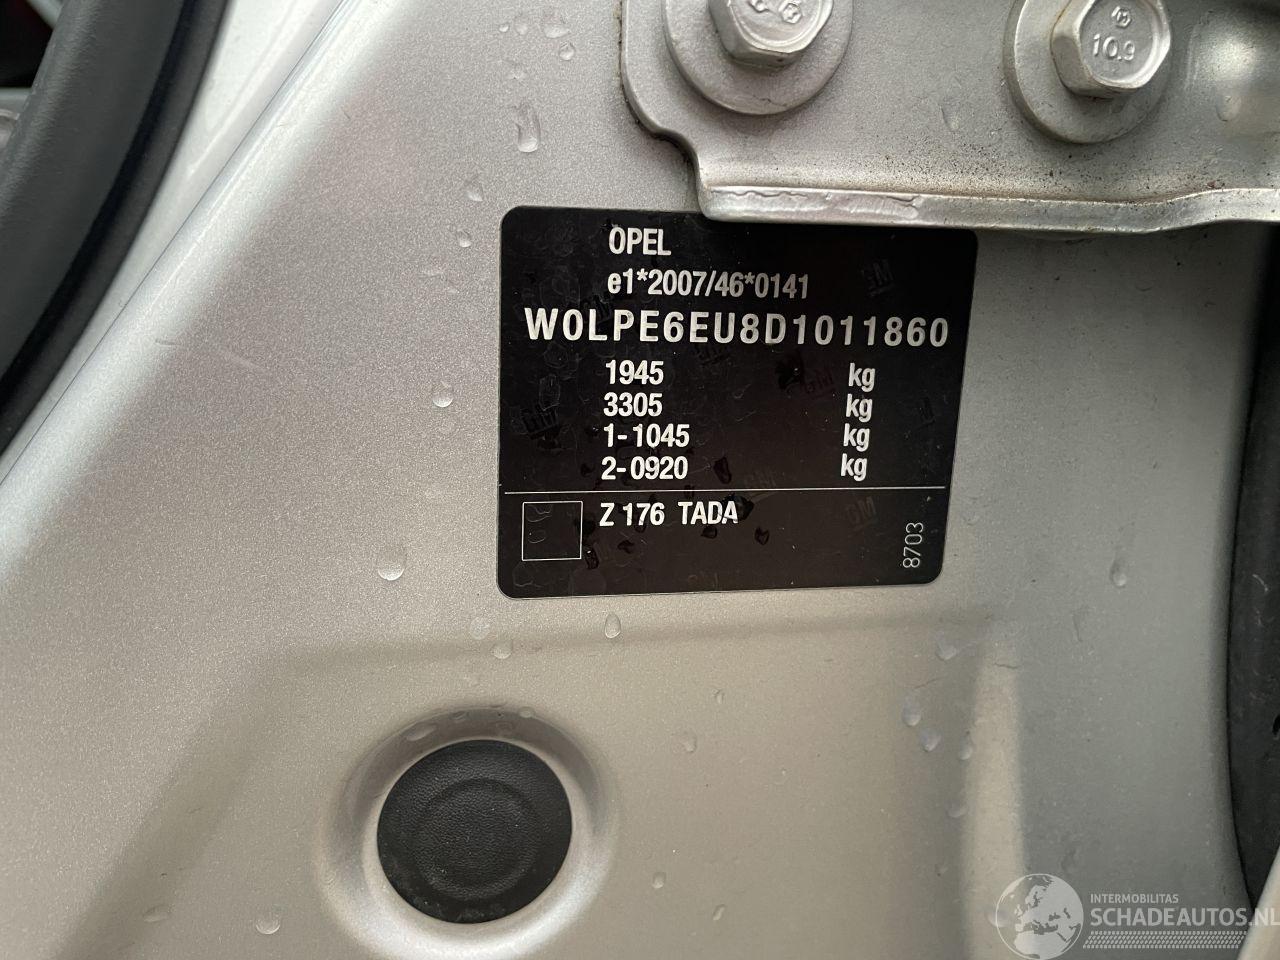 10.9
OPEL
e1*2007/46*0141
W0LPE6EU8D1011860
1945 kg
3305 kg
1-1045 kg
2-0920 kg
Z 176 TADA
8703
INTERMOBILITAS
SCHADEAUTOS.NL